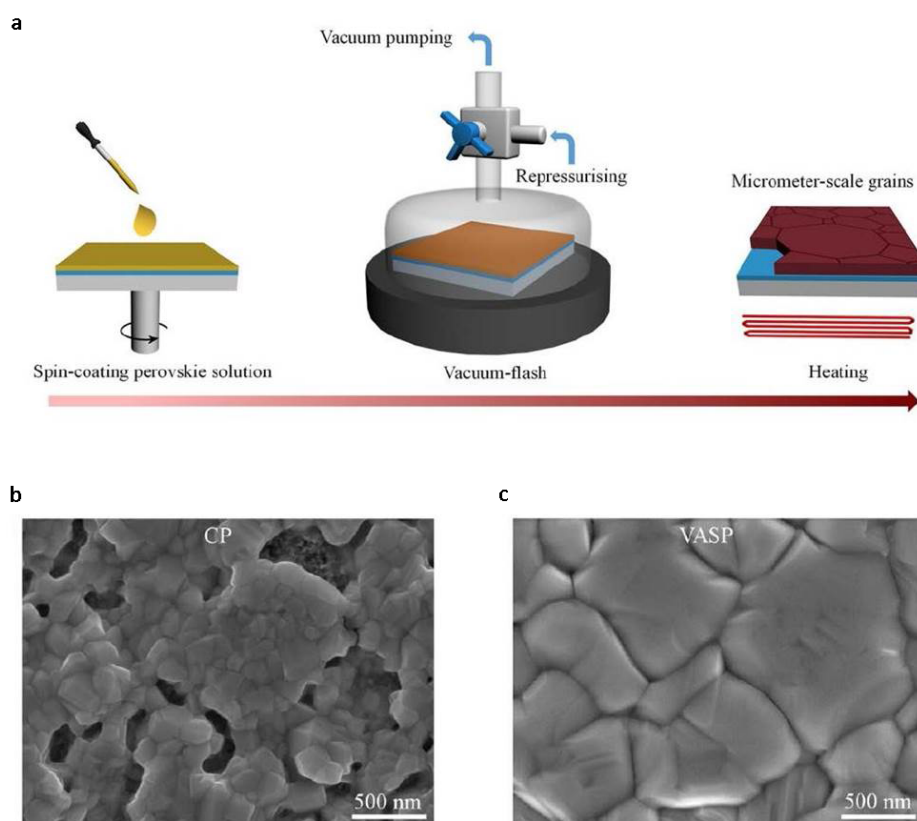 a
Vacuum pumping
Repressurising
Micrometer-scale grains
Spin-coating perovskie solution
Vacuum-flash
Heating
b
c
CP
VASP
500 nm
500 nm